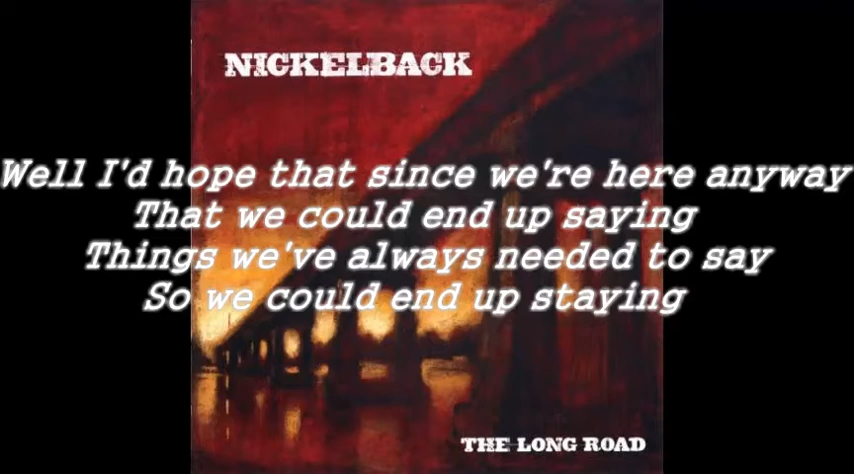 NICKELBACK
Well I'd hope that since we're here anyway
That we could end up saying
Things we've always needed to say
So we could end up staying
THE LONG ROAD